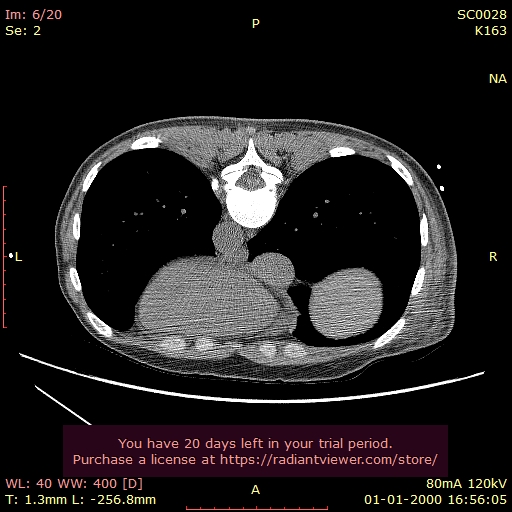 Im: 6/20
Se: 2
P
SC0028
K163
NA
L
R
You have 20 days left in your trial period.
Purchase a license at https://radiantviewer.com/store/
WL: 40 WW: 400 [D]
T: 1.3mm L: -256.8mm
A
80mA 120kV
01-01-2000 16:56:05